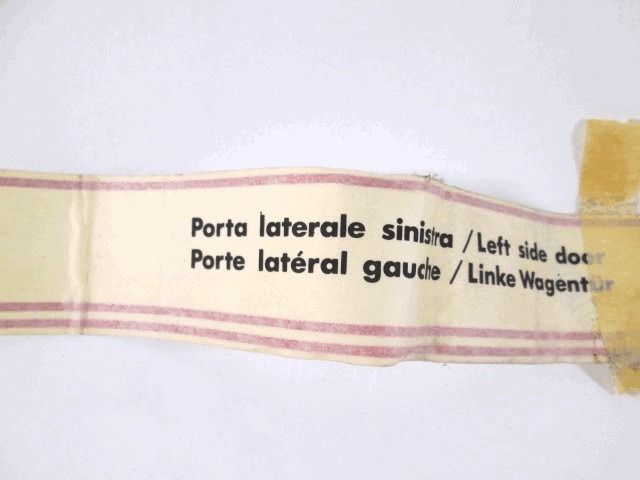 Porta laterale sinistra / Left side door
Porte latéral gauche / Linke Wagentür